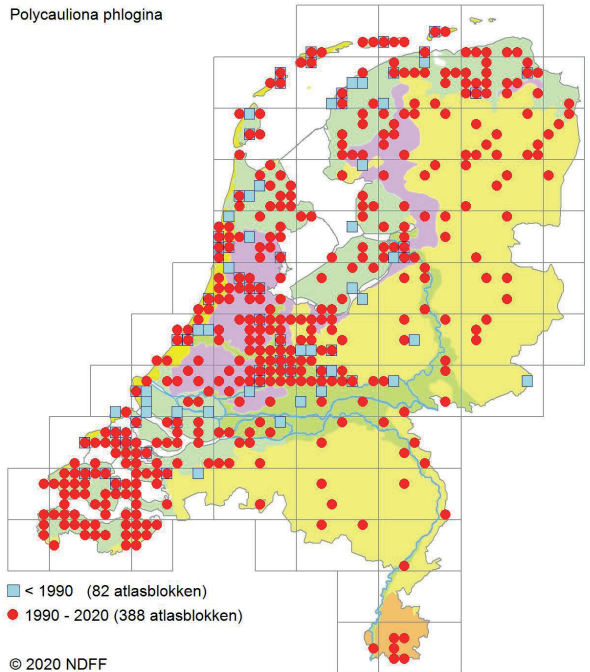 Polycauliona phlogina
< 1990 (82 atlasblokken)
1990 - 2020 (388 atlasblokken)
© 2020 NDFF